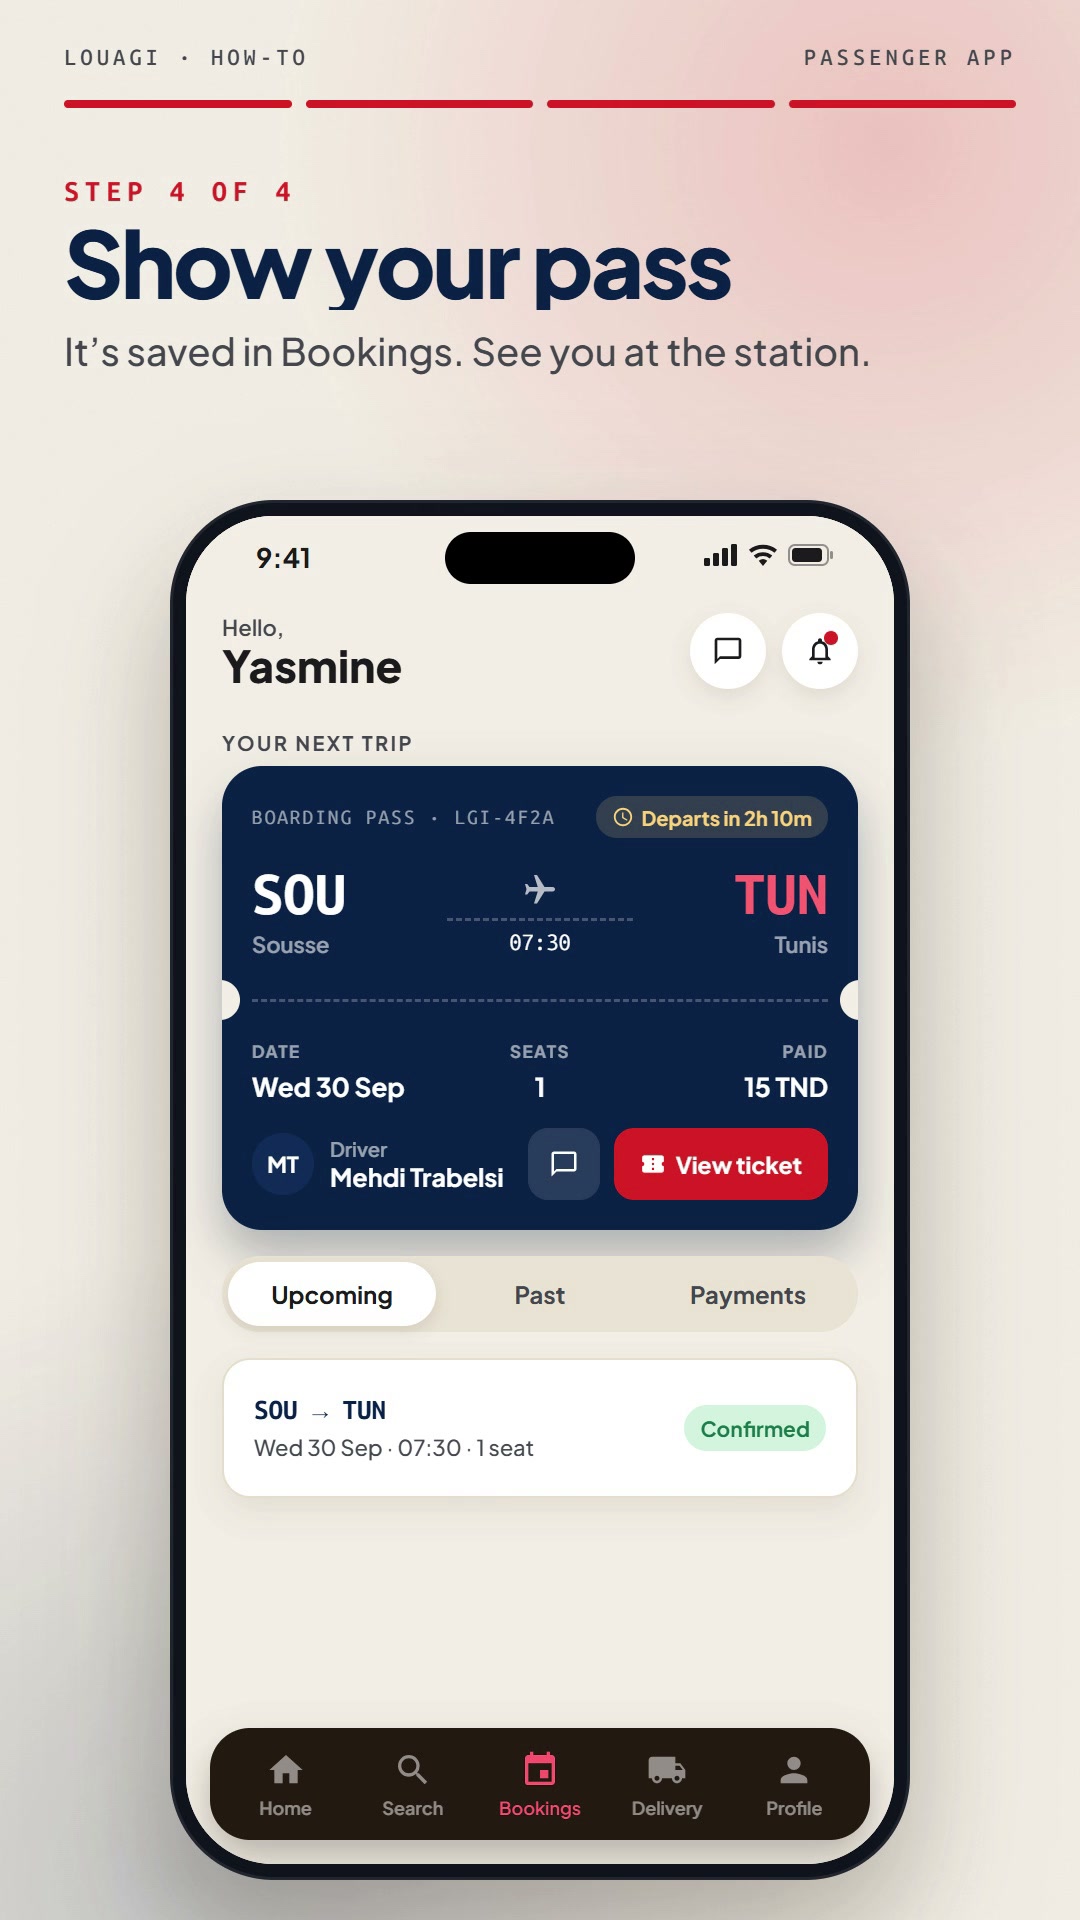 LOUAGI · HOW-TO
PASSENGER APP
STEP 4 OF 4
Show your pass
It’s saved in Bookings. See you at the station.
9:41
Hello,
Yasmine
YOUR NEXT TRIP
BOARDING PASS · LGI-4F2A
Departs in 2h 10m
SOU
TUN
Sousse
07:30
Tunis
DATE
SEATS
PAID
Wed 30 Sep
1
15 TND
MT
Driver
Mehdi Trabelsi
View ticket
Upcoming
Past
Payments
SOU → TUN
Wed 30 Sep · 07:30 · 1 seat
Confirmed
Home
Search
Bookings
Delivery
Profile